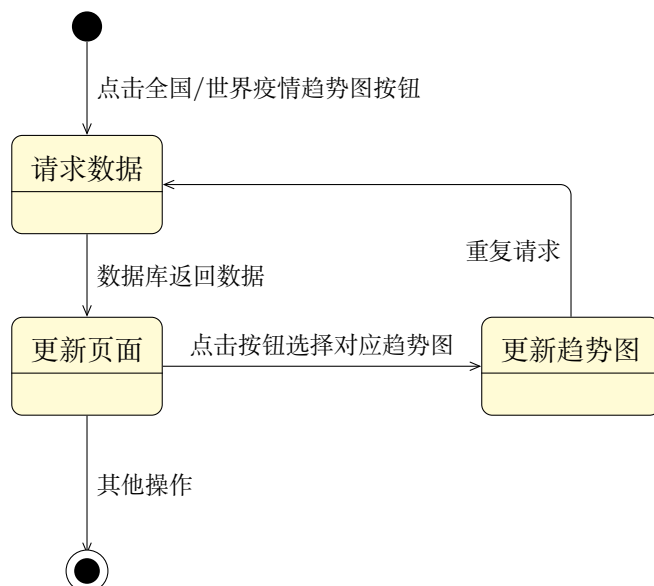 点击全国/世界疫情趋势图按钮
请求数据
重复请求
数据库返回数据
更新页面
点击按钮选择对应趋势图
更新趋势图
其他操作